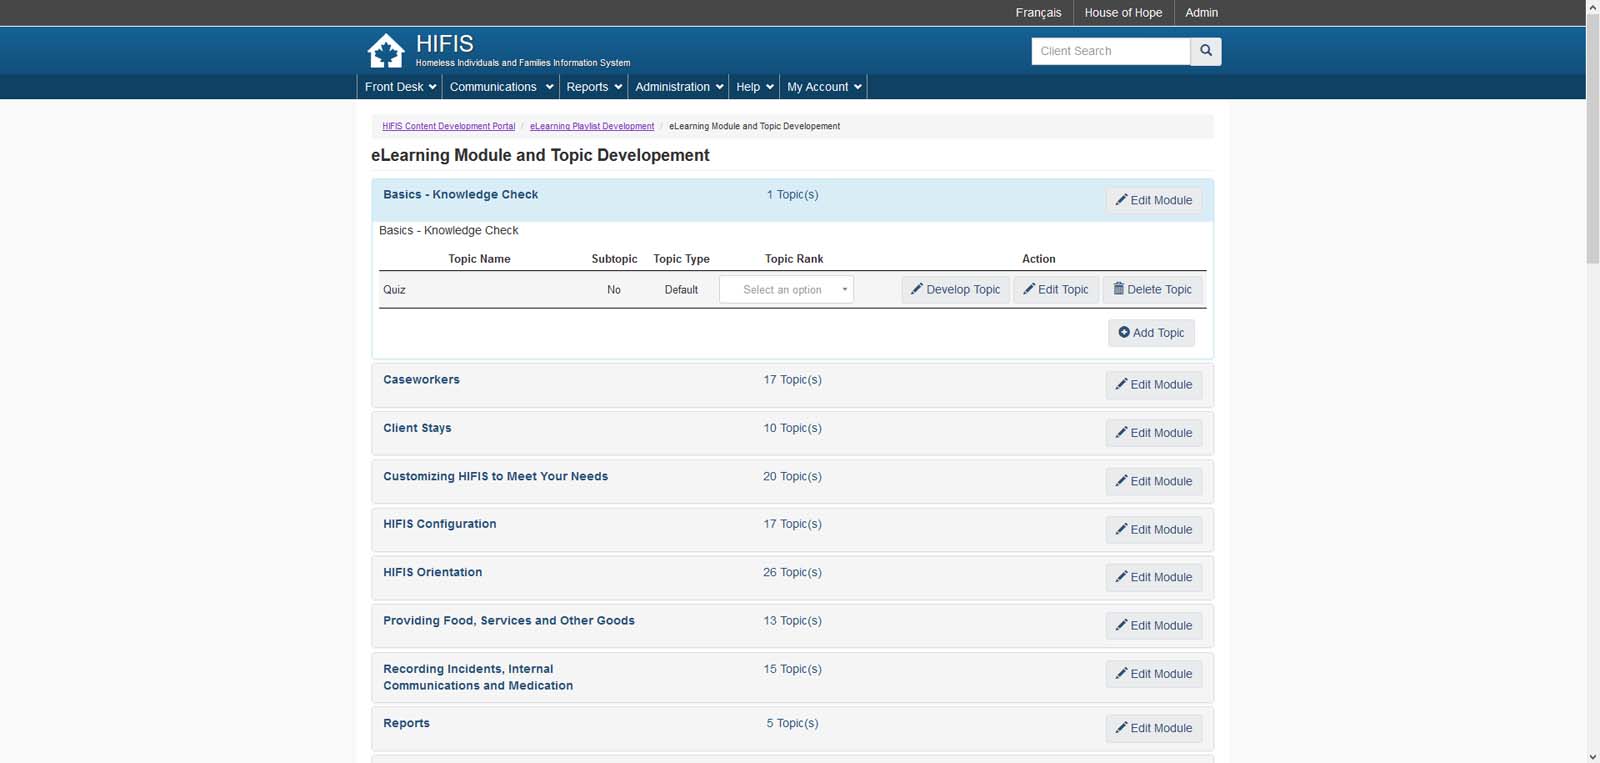 Français House of Hope Admin
HIFIS
Homeless Individuals and Families Information System
Client Search
Front Desk Communications Reports Administration Help My Account
HIFIS Content Development Portal / eLearning Playlist Development / eLearning Module and Topic Developement
eLearning Module and Topic Developement
Basics - Knowledge Check 1 Topic(s) Edit Module
Basics - Knowledge Check
Topic Name Subtopic Topic Type Topic Rank Action
Quiz No Default Select an option Develop Topic Edit Topic Delete Topic
Add Topic
Caseworkers 17 Topic(s) Edit Module
Client Stays 10 Topic(s) Edit Module
Customizing HIFIS to Meet Your Needs 20 Topic(s) Edit Module
HIFIS Configuration 17 Topic(s) Edit Module
HIFIS Orientation 26 Topic(s) Edit Module
Providing Food, Services and Other Goods 13 Topic(s) Edit Module
Recording Incidents, Internal 15 Topic(s) Edit Module
Communications and Medication
Reports 5 Topic(s) Edit Module